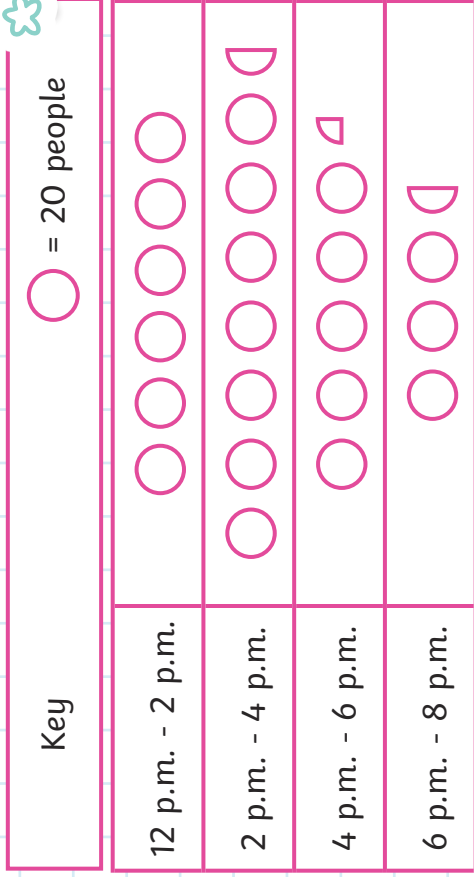 Key = 20 people
12 p.m. - 2 p.m.
2 p.m. - 4 p.m.
4 p.m. - 6 p.m.
6 p.m. - 8 p.m.